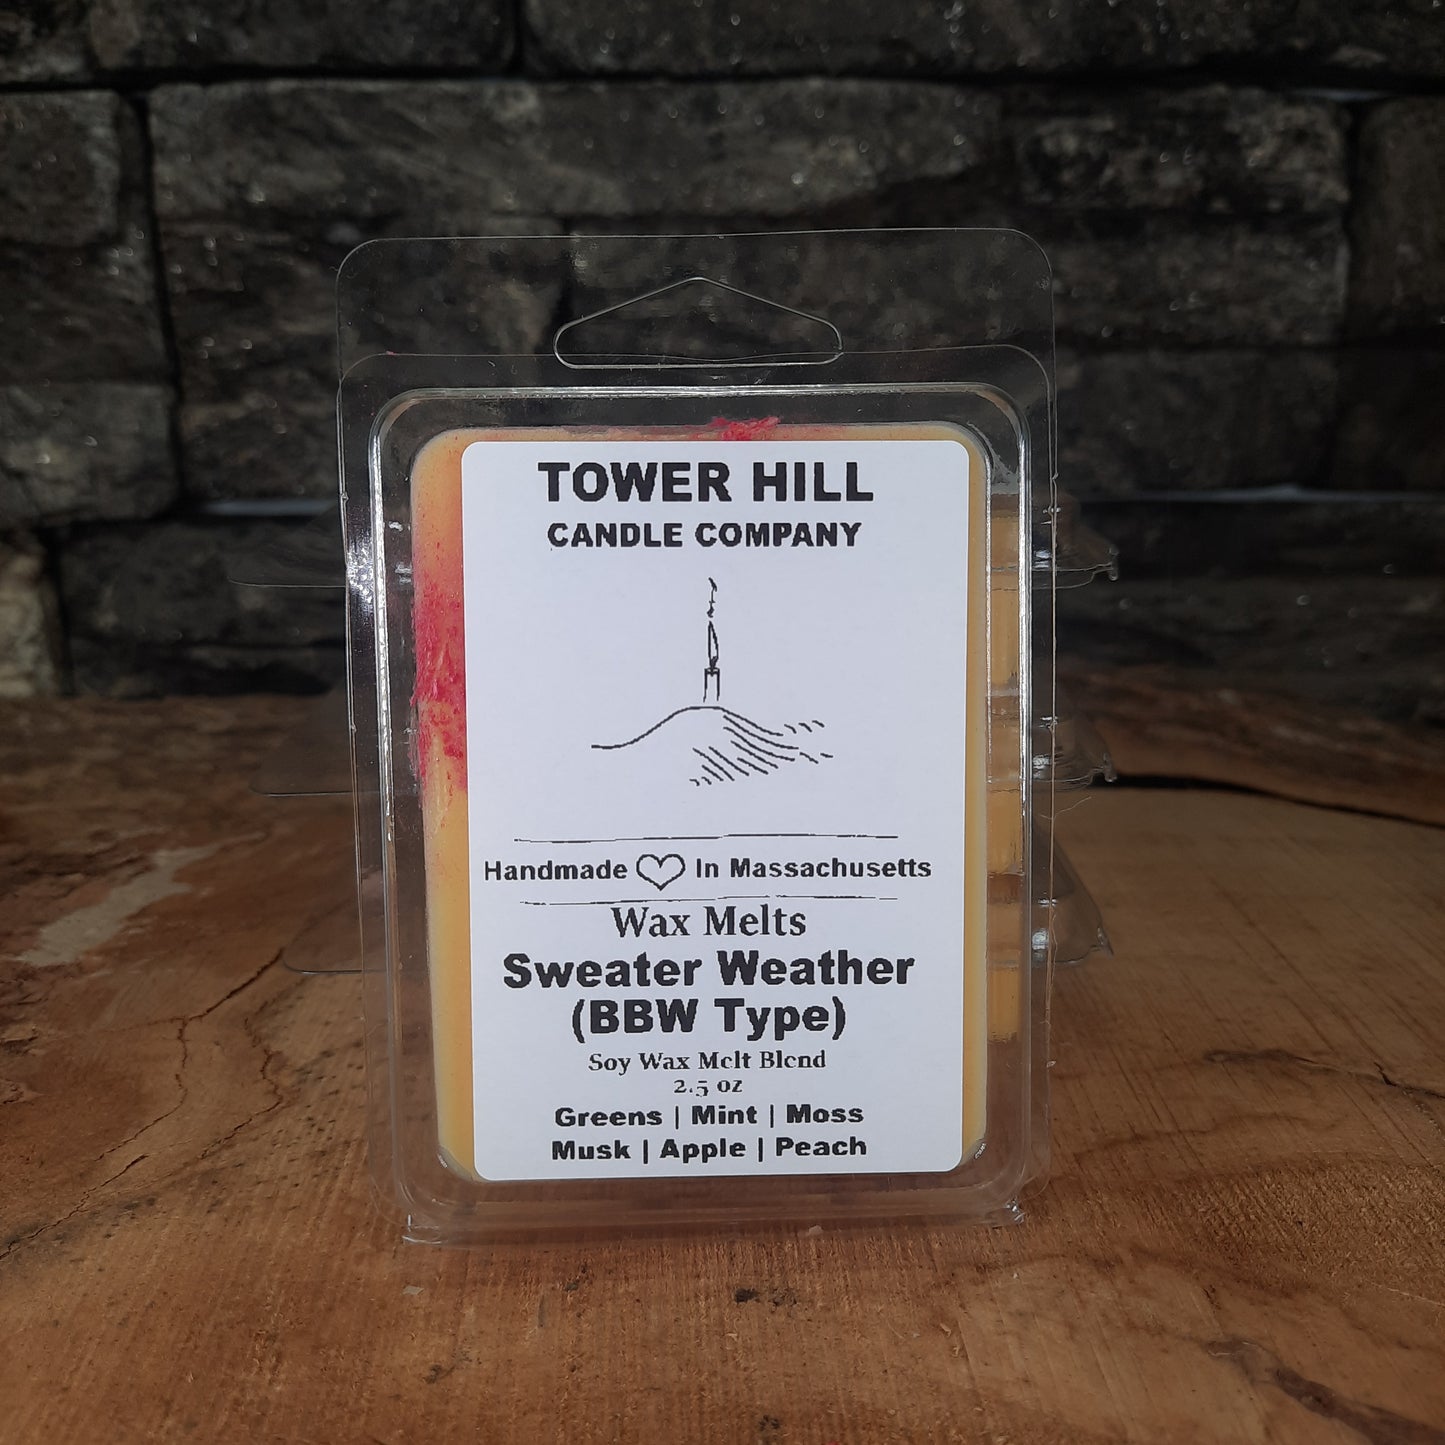 TOWER HILL
CANDLE COMPANY
Handmade In Massachusetts
Wax Melts
Sweater Weather
(BBW Type)
Soy Wax Melt Blend
2.5 oz
Greens | Mint | Moss
Musk | Apple | Peach